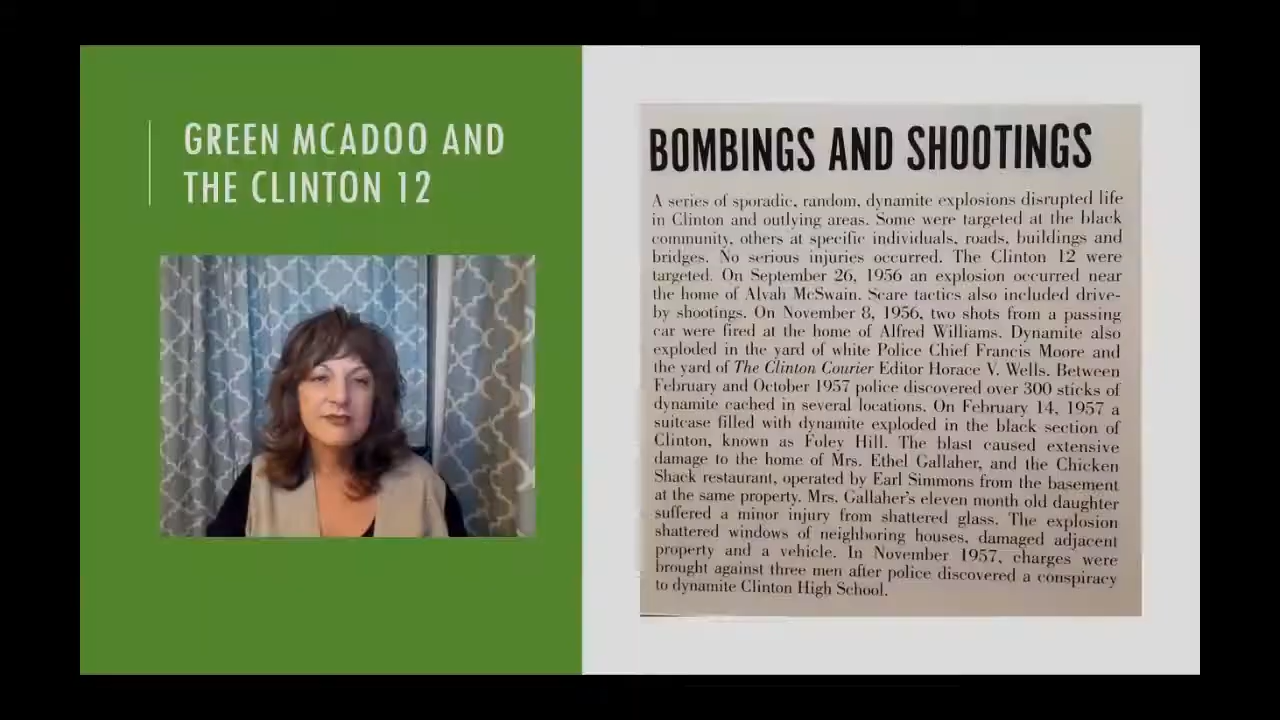 GREEN MCADOO AND
THE CLINTON 12
BOMBINGS AND SHOOTINGS
A series of sporadic, random, dynamite explosions disrupted life
in Clinton and outlying areas. Some were targeted at the black
community, others at specific individuals, roads, buildings and
bridges. No serious injuries occurred. The Clinton 12 were
targeted. On September 26, 1956 an explosion occurred near
the home of Alvah McSwain. Scare tactics also included drive-
by shootings. On November 8, 1956, two shots from a passing
car were fired at the home of Alfred Williams. Dynamite also
exploded in the yard of white Police Chief Francis Moore and
the yard of The Clinton Courier Editor Horace V. Wells. Between
February and October 1957 police discovered over 300 sticks of
dynamite cached in several locations. On February 14, 1957 a
suitcase filled with dynamite exploded in the black section of
Clinton, known as Foley Hill. The blast caused extensive
damage to the home of Mrs. Ethel Gallaher, and the Chicken
Shack restaurant, operated by Earl Simmons from the basement
at the same property. Mrs. Gallaher's eleven month old daughter
suffered a minor injury from shattered glass. The explosion
shattered windows of neighboring houses, damaged adjacent
property and a vehicle. In November 1957, charges were
brought against three men after police discovered a conspiracy
to dynamite Clinton High School.